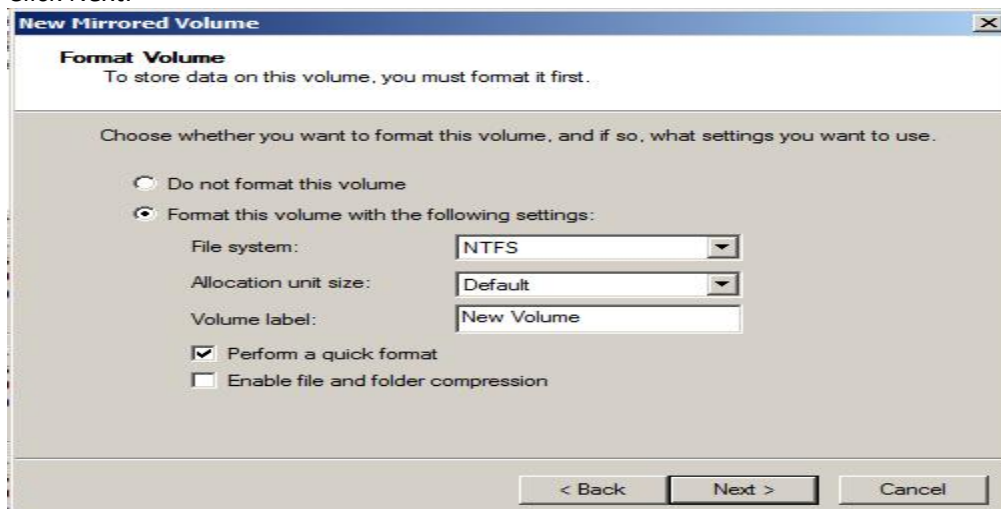 Click Next.
New Mirrored Volume
Format Volume
To store data on this volume, you must format it first.
Choose whether you want to format this volume, and if so, what settings you want to use.
Do not format this volume
Format this volume with the following settings:
File system: NTFS
Allocation unit size: Default
Volume label: New Volume
Perform a quick format
Enable file and folder compression
< Back Next > Cancel